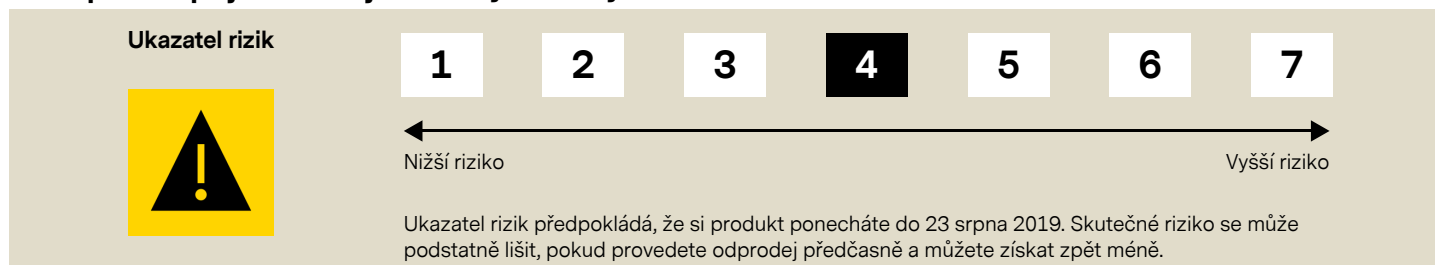 Ukazatel rizik
1 2 3 4 5 6 7
Nižší riziko Vyšší riziko
Ukazatel rizik předpokládá, že si produkt ponecháte do 23 srpna 2019. Skutečné riziko se může
podstatně lišit, pokud provedete odprodej předčasně a můžete získat zpět méně.